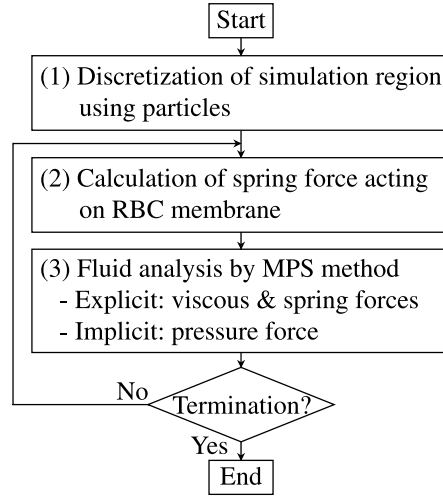 Start
(1) Discretization of simulation region
using particles
(2) Calculation of spring force acting
on RBC membrane
(3) Fluid analysis by MPS method
- Explicit: viscous & spring forces
- Implicit: pressure force
No
Termination?
Yes
End